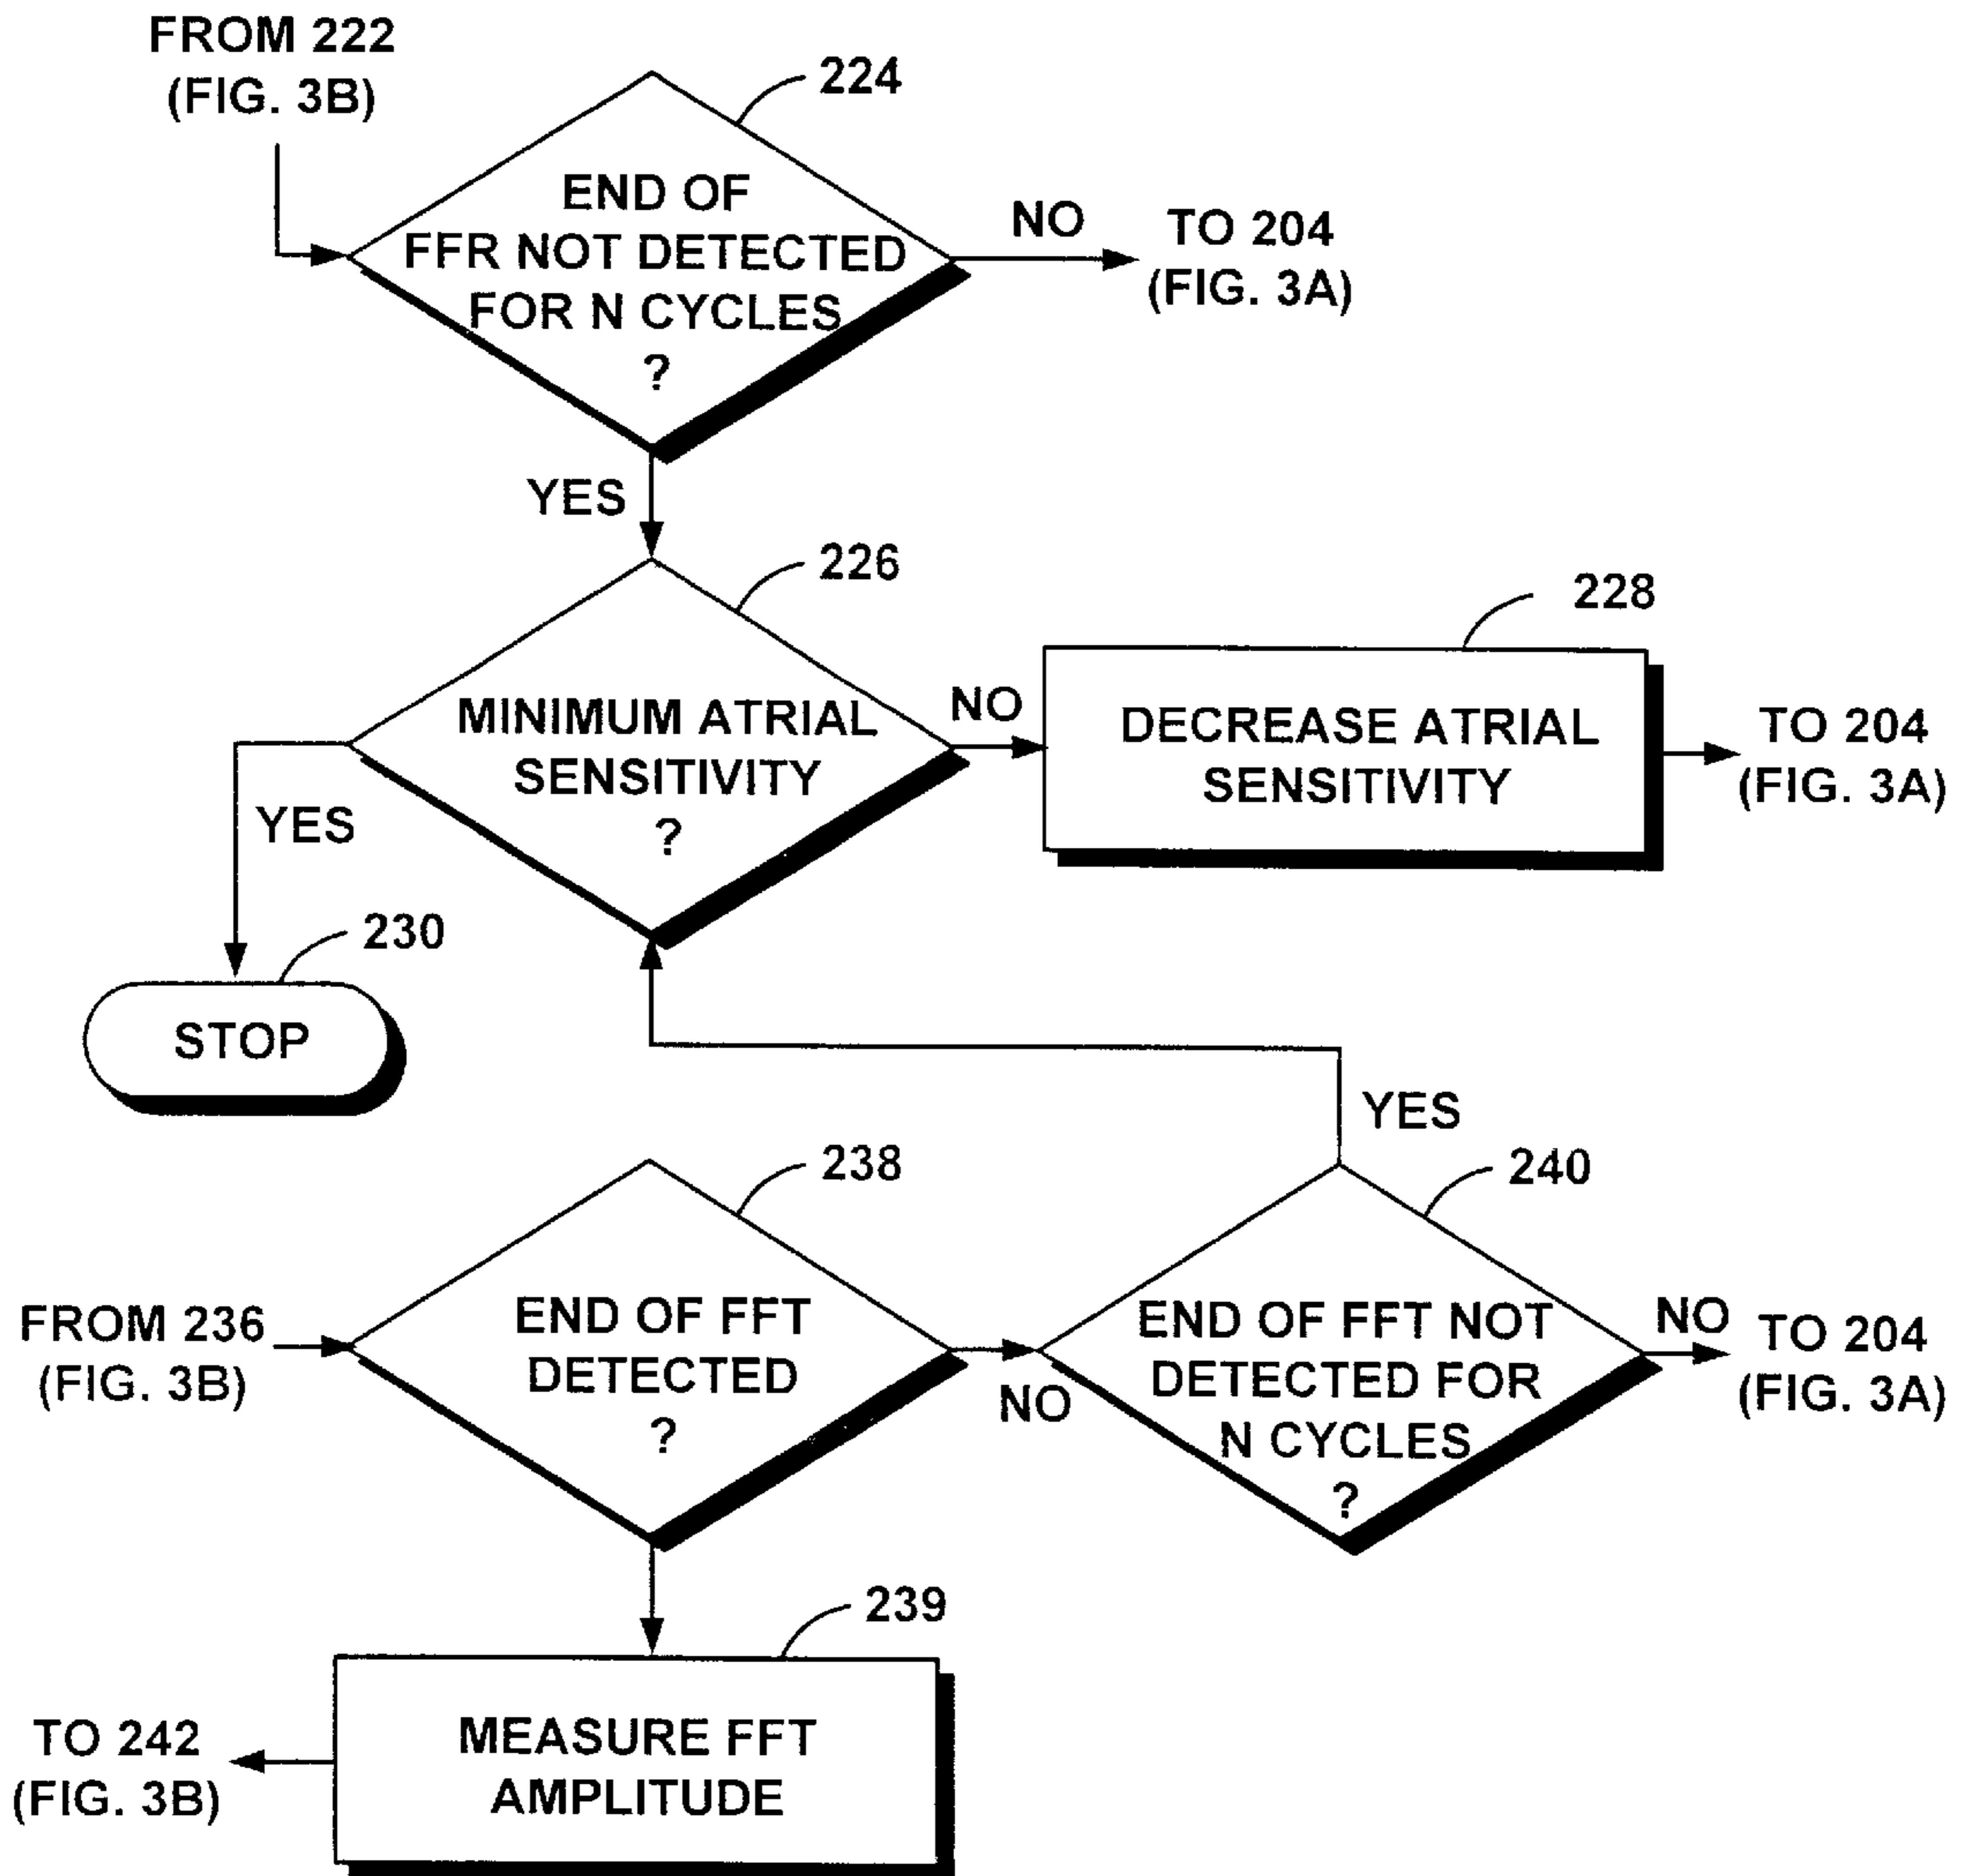 FROM 222
(FIG. 3B)
224
END OF
FFR NOT DETECTED
FOR N CYCLES
?
NO
TO 204
(FIG. 3A)
YES
226
MINIMUM ATRIAL
SENSITIVITY
?
NO
228
DECREASE ATRIAL
SENSITIVITY
TO 204
(FIG. 3A)
YES
230
STOP
YES
238
END OF FFT
DETECTED
?
FROM 236
(FIG. 3B)
NO
240
END OF FFT NOT
DETECTED FOR
N CYCLES
?
NO
TO 204
(FIG. 3A)
239
MEASURE FFT
AMPLITUDE
TO 242
(FIG. 3B)